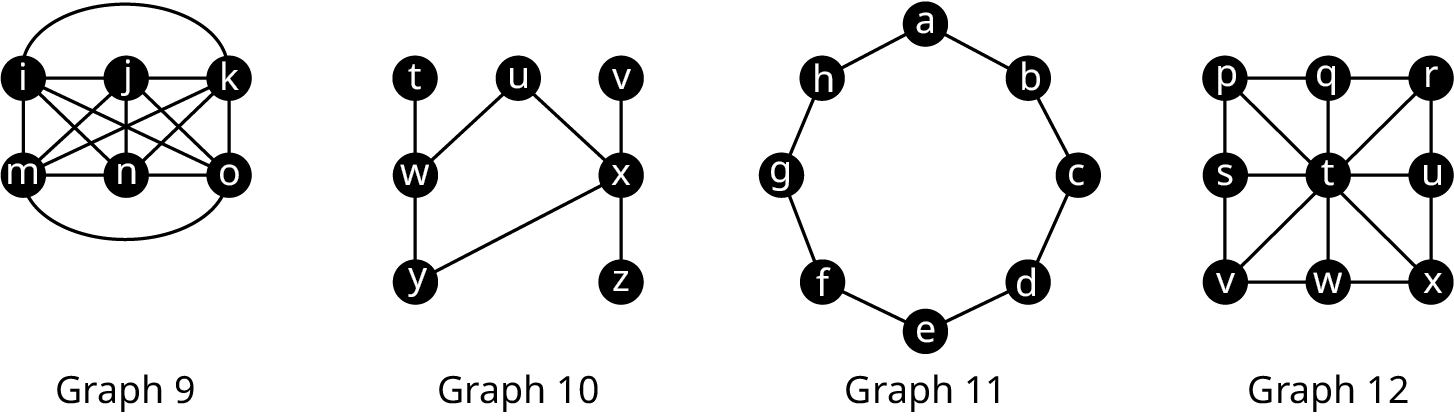 a
i j k t u v h b p q r
m n o w x g c s t u
y z f d v w x
e
Graph 9 Graph 10 Graph 11 Graph 12